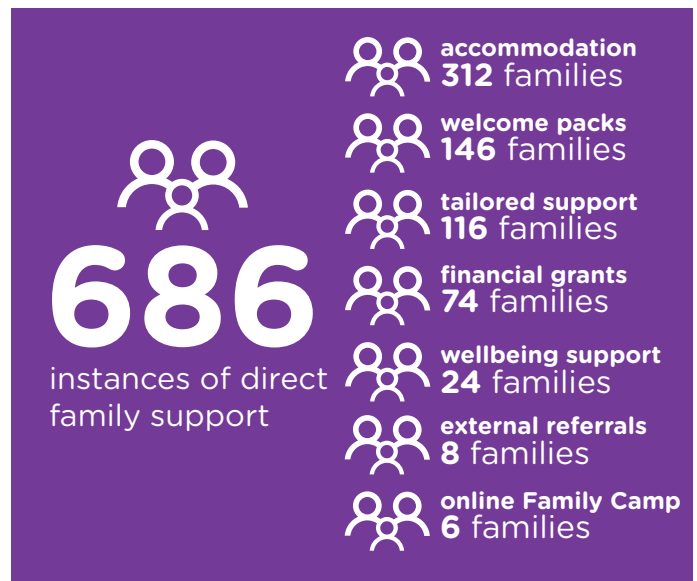 686
instances of direct
family support
accommodation
312 families
welcome packs
146 families
tailored support
116 families
financial grants
74 families
wellbeing support
24 families
external referrals
8 families
online Family Camp
6 families